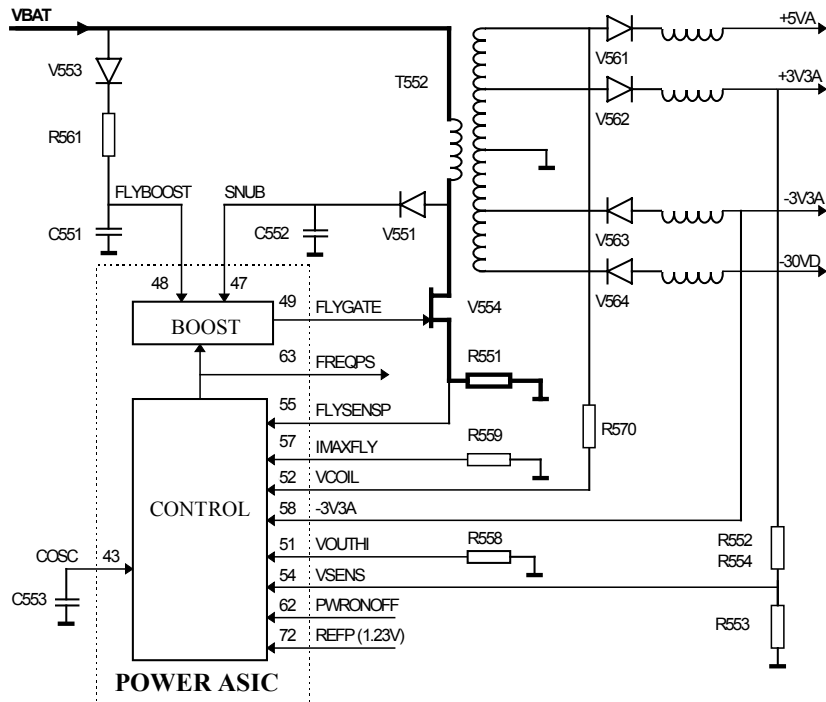 VBAT
+5VA
V553
V561
T552
+3V3A
R561
V562
FLYBOOST
SNUB
-3V3A
C551
C552
V551
V563
-30VD
48
47
V564
49
FLYGATE
V554
BOOST
63
FREQPS
R551
55
FLYSENSP
R570
57
IMAXFLY
R559
52
VCOIL
CONTROL
58
-3V3A
COSC
43
51
VOUTHI
R558
R552
R554
54
VSENS
C553
62
PWRONOFF
R553
72
REFP (1.23V)
POWER ASIC